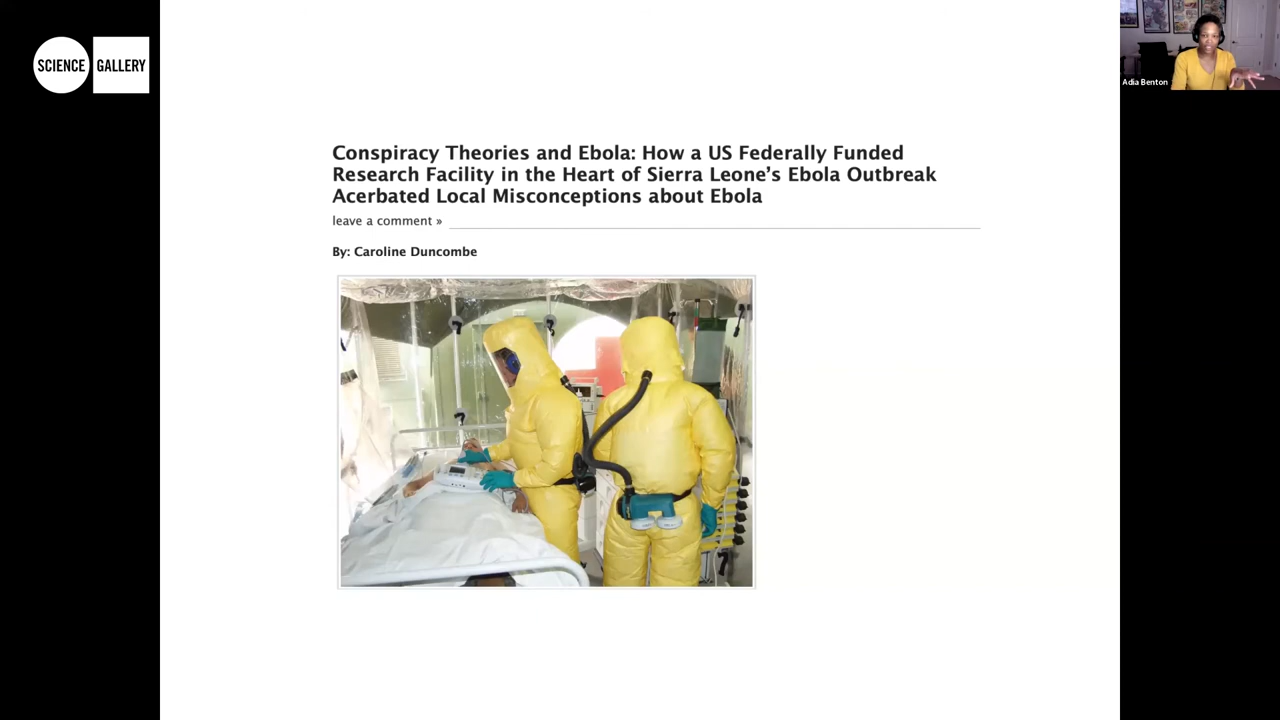 SCIENCE GALLERY
Adia Benton
Conspiracy Theories and Ebola: How a US Federally Funded
Research Facility in the Heart of Sierra Leone’s Ebola Outbreak
Acerbated Local Misconceptions about Ebola
leave a comment »
By: Caroline Duncombe